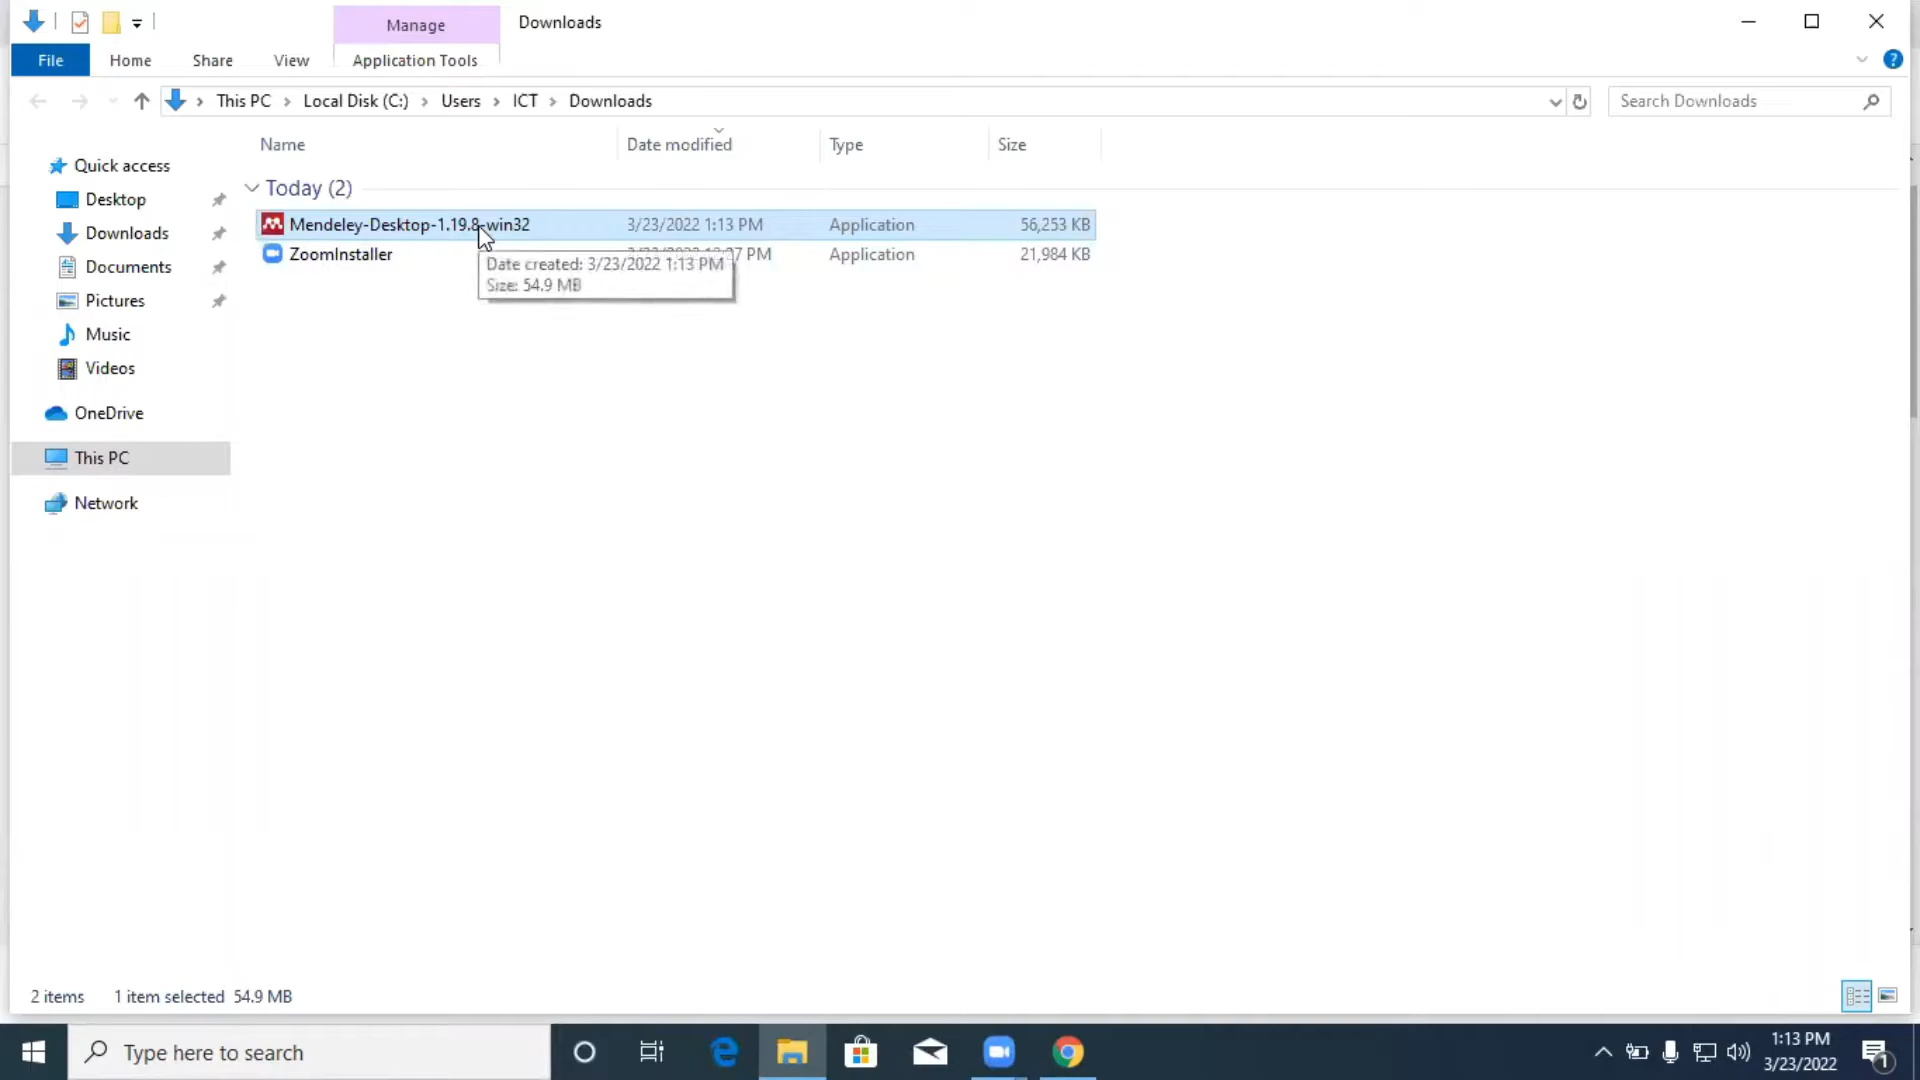 Manage
Downloads
File
Home
Share
View
Application Tools
This PC
Local Disk (C:)
Users
ICT
Downloads
Search Downloads
Name
Date modified
Type
Size
Quick access
Desktop
Downloads
Documents
Pictures
Music
Videos
OneDrive
This PC
Network
Today (2)
Mendeley-Desktop-1.19.8-win32 3/23/2022 1:13 PM Application 56,253 KB
ZoomInstaller 7 PM Application 21,984 KB
Date created: 3/23/2022 1:13 PM
Size: 54.9 MB
2 items 1 item selected 54.9 MB
Type here to search
1:13 PM
3/23/2022
1